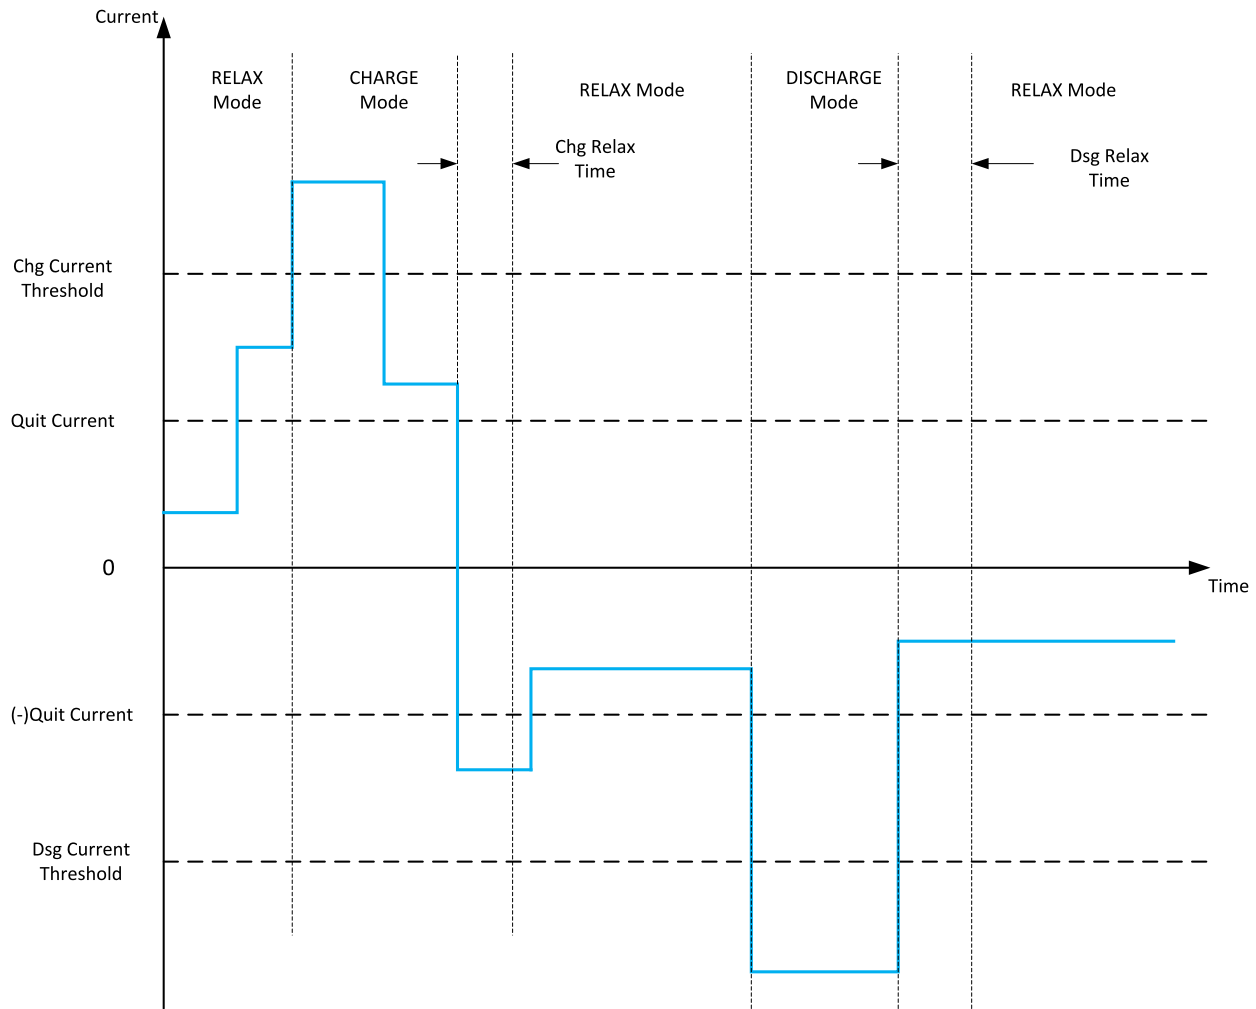 Current
RELAX
Mode
CHARGE
Mode
RELAX Mode
DISCHARGE
Mode
RELAX Mode
Chg Relax
Time
Dsg Relax
Time
Chg Current
Threshold
Quit Current
0
Time
(-)Quit Current
Dsg Current
Threshold